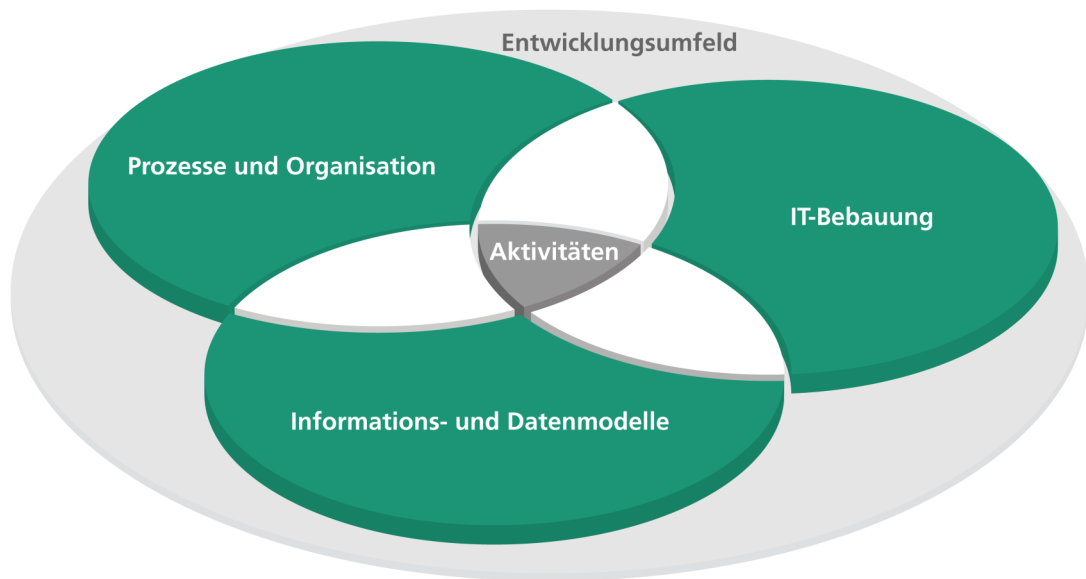 Entwicklungsumfeld
Prozesse und Organisation
IT-Bebauung
Aktivitäten
Informations- und Datenmodelle